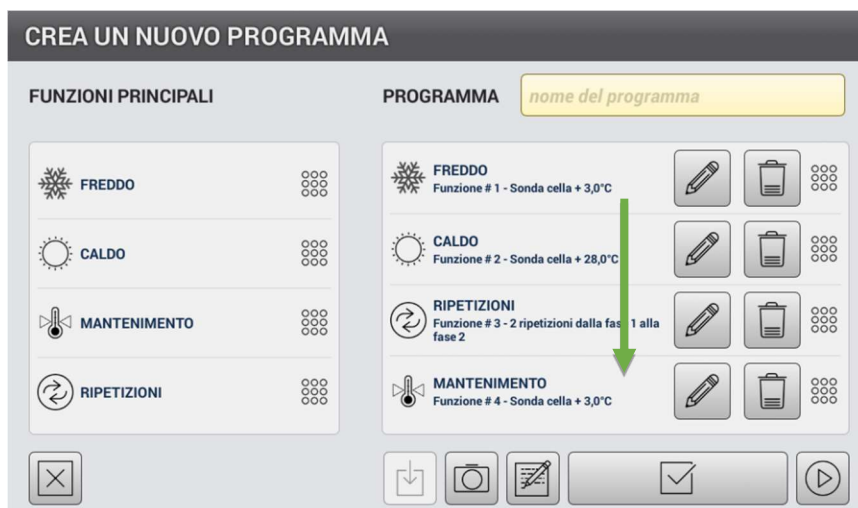 CREA UN NUOVO PROGRAMMA
FUNZIONI PRINCIPALI
PROGRAMMA
nome del programma
FREDDO
CALDO
MANTENIMENTO
RIPETIZIONI
FREDDO
Funzione # 1 - Sonda cella + 3,0°C
CALDO
Funzione # 2 - Sonda cella + 28,0°C
RIPETIZIONI
Funzione # 3 - 2 ripetizioni dalla fase 1 alla
fase 2
MANTENIMENTO
Funzione # 4 - Sonda cella + 3,0°C